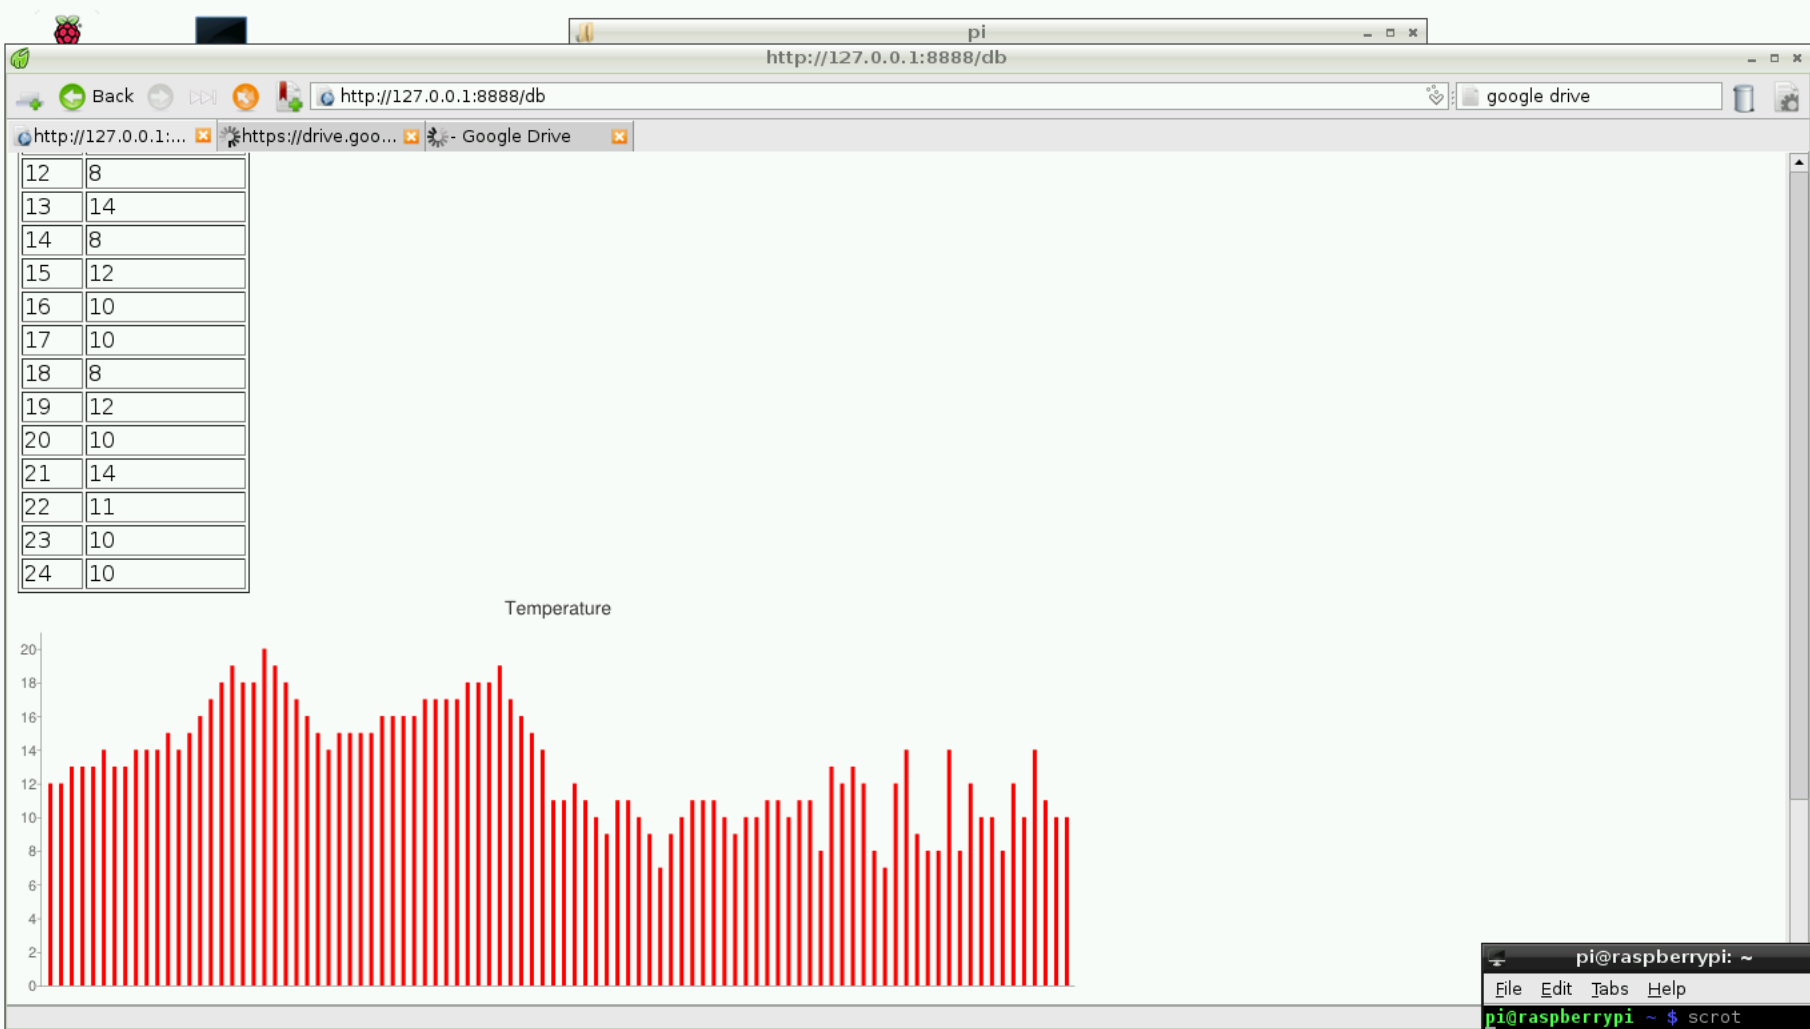 pi
http://127.0.0.1:8888/db
Back
http://127.0.0.1:8888/db
google drive
http://127.0.0.1:...
https://drive.goo...
- Google Drive
12 8
13 14
14 8
15 12
16 10
17 10
18 8
19 12
20 10
21 14
22 11
23 10
24 10
Temperature
20
18
16
14
12
10
8
6
4
2
0
pi@raspberrypi: ~
File Edit Tabs Help
pi@raspberrypi ~ $ scrot